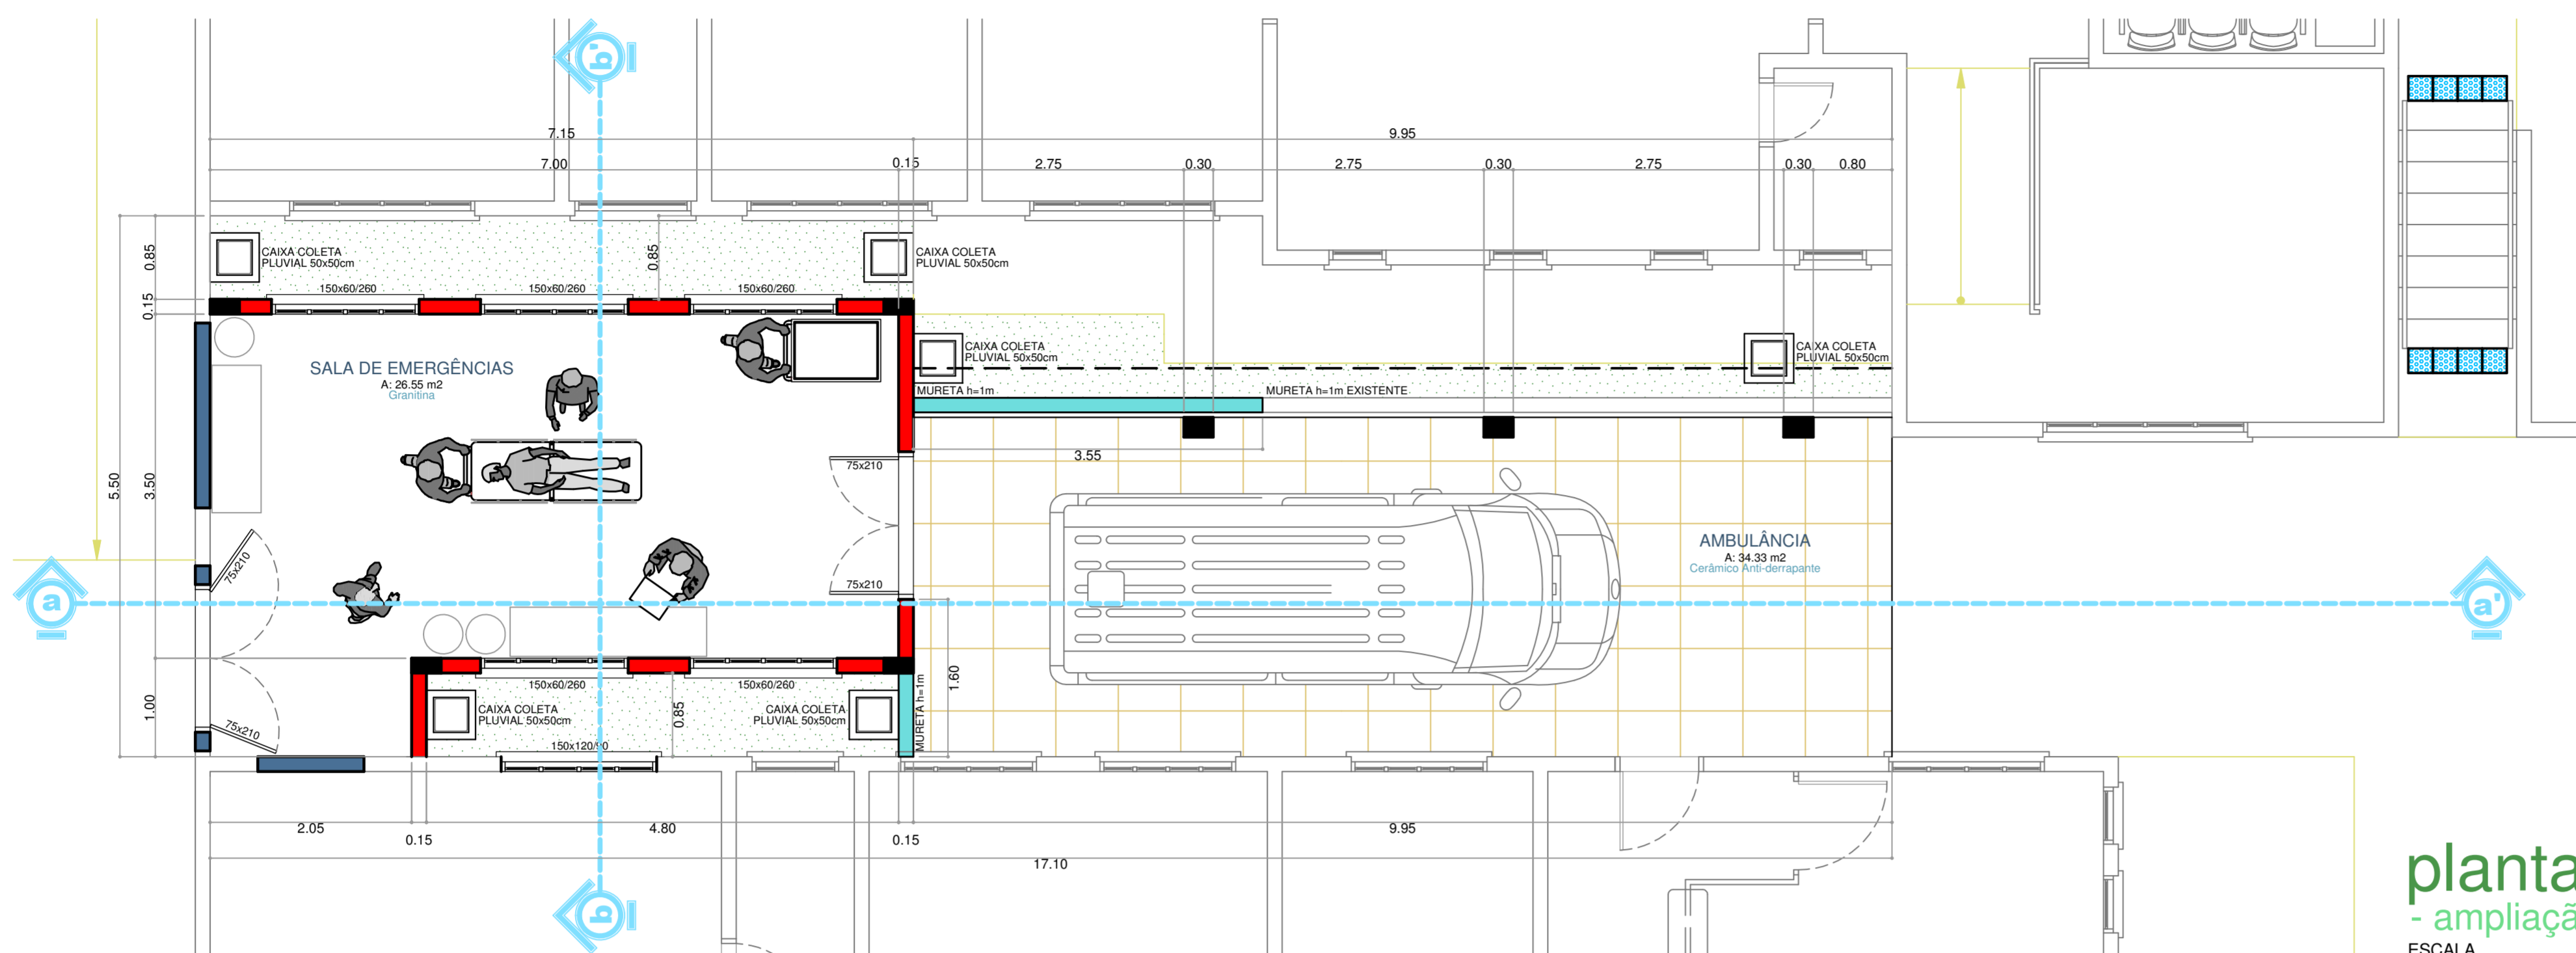 b'
7.15
9.95
7.00
0.15
2.75
0.30
2.75
0.30
2.75
0.30
0.80
0.85
CAIXA COLETA
PLUVIAL 50x50cm
0.85
CAIXA COLETA
PLUVIAL 50x50cm
150x60/260
150x60/260
150x60/260
0.15
SALA DE EMERGÊNCIAS
A: 26.55 m2
Granitina
CAIXA COLETA
PLUVIAL 50x50cm
CAIXA COLETA
PLUVIAL 50x50cm
MURETA h=1m
MURETA h=1m EXISTENTE
3.55
5.50
3.50
75x210
75x210
75x210
AMBULÂNCIA
A: 34.33 m2
Cerâmico Anti-derrapante
a
a'
150x60/260
150x60/260
1.60
MURETA h=1m
1.00
CAIXA COLETA
PLUVIAL 50x50cm
0.85
CAIXA COLETA
PLUVIAL 50x50cm
75x210
150x120/90
2.05
0.15
4.80
0.15
9.95
17.10
b
planta
- ampliaçã
ESCALA